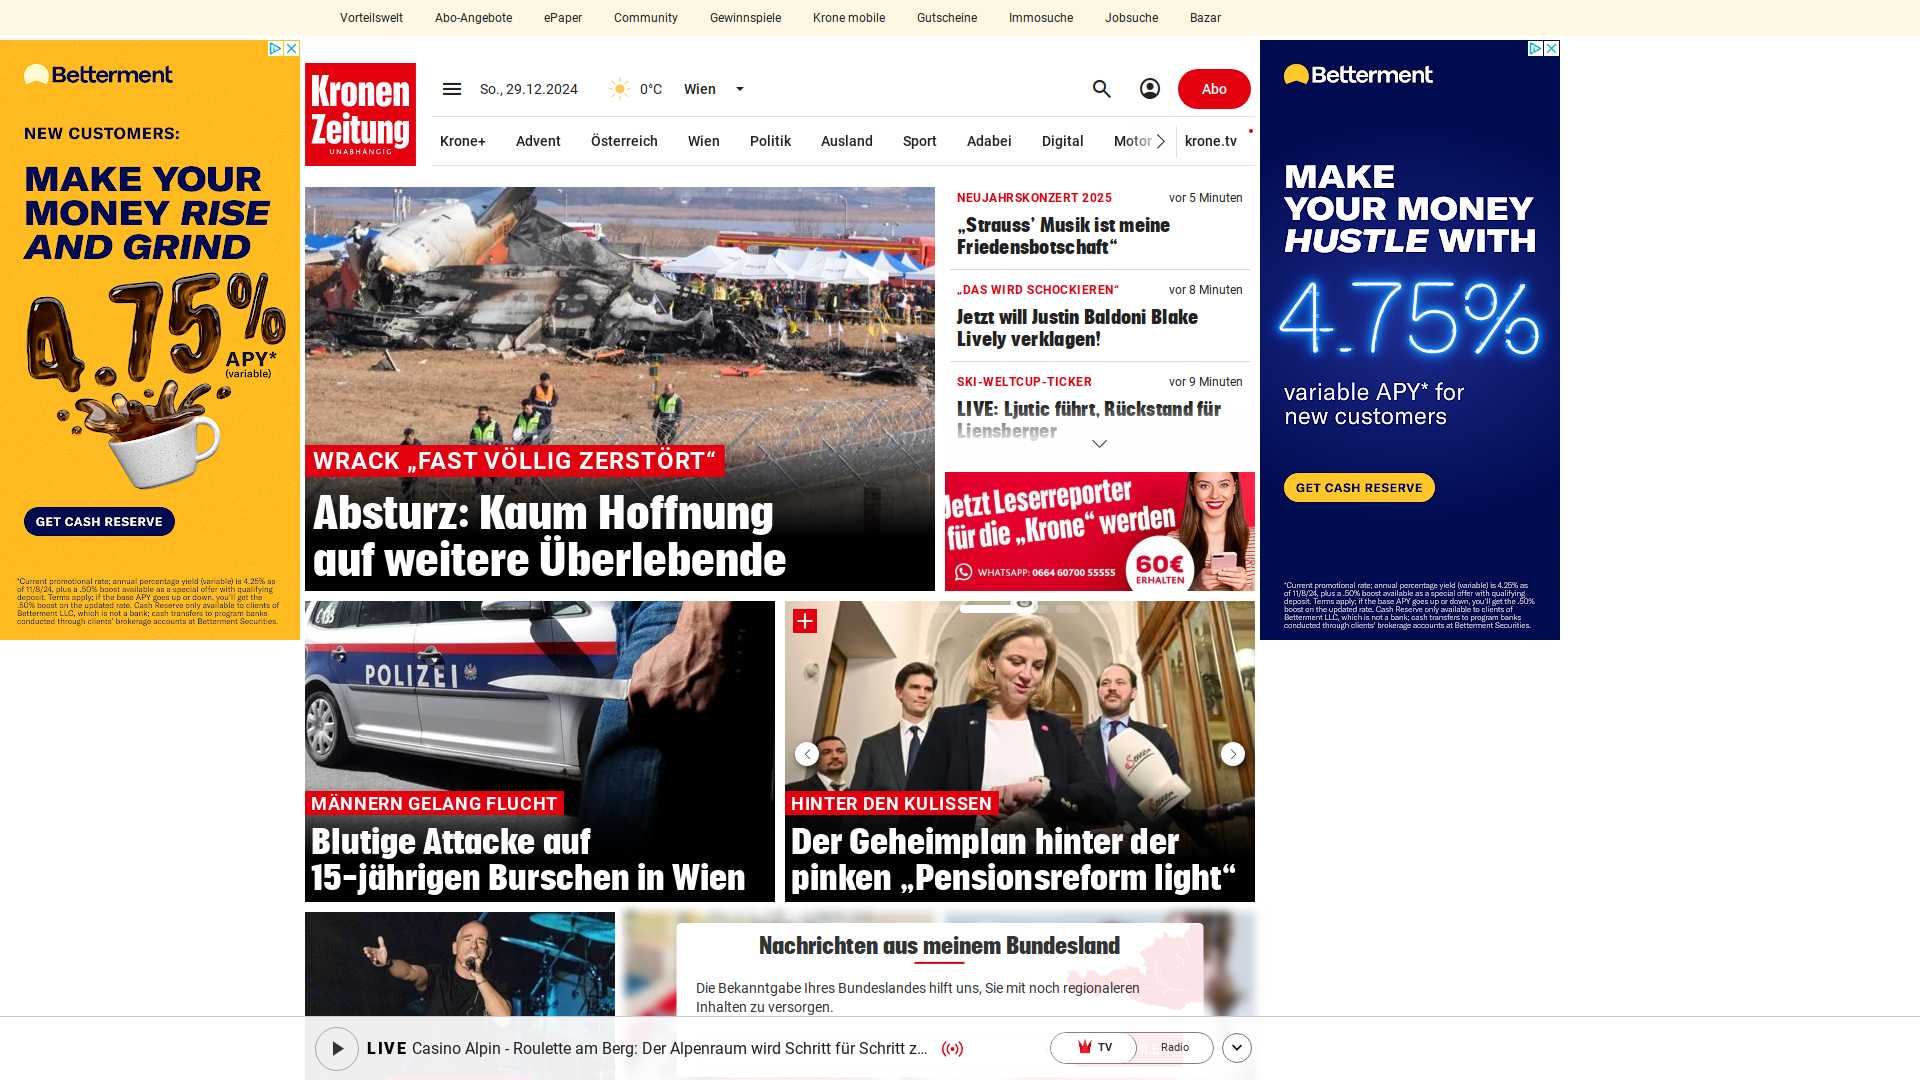 Vorteilswelt
Abo-Angebote
ePaper
Community
Gewinnspiele
Krone mobile
Gutscheine
Immosuche
Jobsuche
Bazar
Betterment
NEW CUSTOMERS:
MAKE YOUR
MONEY RISE
AND GRIND
4.75%
APY*
(variable)
GET CASH RESERVE
*Current promotional rate; annual percentage yield (variable) is 4.25% as
of 11/8/24, plus a .50% boost available as a special offer with qualifying
deposit. Terms apply; if the base APY goes up or down, you'll get the
.50% boost on the updated rate. Cash Reserve only available to clients of
Betterment LLC, which is not a bank; cash transfers to program banks
conducted through clients' brokerage accounts at Betterment Securities.
Kronen
Zeitung
UNABHÄNGIG
So., 29.12.2024
0°C
Wien
Abo
Krone+
Advent
Österreich
Wien
Politik
Ausland
Sport
Adabei
Digital
Motor
krone.tv
WRACK „FAST VÖLLIG ZERSTÖRT“
Absturz: Kaum Hoffnung
auf weitere Überlebende
NEUJAHRSKONZERT 2025
vor 5 Minuten
„Strauss’ Musik ist meine
Friedensbotschaft“
„DAS WIRD SCHOCKIEREN“
vor 8 Minuten
Jetzt will Justin Baldoni Blake
Lively verklagen!
SKI-WELTCUP-TICKER
vor 9 Minuten
LIVE: Ljutic führt, Rückstand für
Liensberger
Jetzt Leserreporter
für die „Krone“ werden
WHATSAPP: 0664 60700 55555
60€
ERHALTEN
POLIZEI
MÄNNERN GELANG FLUCHT
Blutige Attacke auf
15-jährigen Burschen in Wien
HINTER DEN KULISSEN
Der Geheimplan hinter der
pinken „Pensionsreform light“
Nachrichten aus meinem Bundesland
Die Bekanntgabe Ihres Bundeslandes hilft uns, Sie mit noch regionaleren
Inhalten zu versorgen.
LIVE Casino Alpin - Roulette am Berg: Der Alpenraum wird Schritt für Schritt z...
TV
Radio
Betterment
MAKE
YOUR MONEY
HUSTLE WITH
4.75%
variable APY* for
new customers
GET CASH RESERVE
*Current promotional rate; annual percentage yield (variable) is 4.25% as
of 11/8/24, plus a .50% boost available as a special offer with qualifying
deposit. Terms apply; if the base APY goes up or down, you'll get the .50%
boost on the updated rate. Cash Reserve only available to clients of
Betterment LLC, which is not a bank; cash transfers to program banks
conducted through clients' brokerage accounts at Betterment Securities.